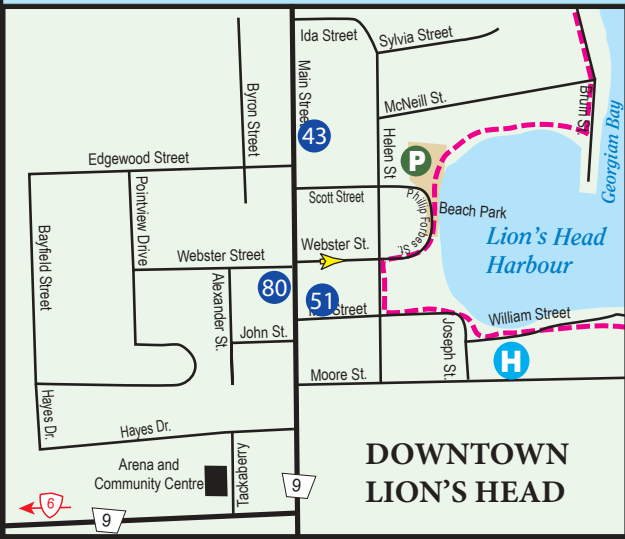 Ida Street
Sylvia Street
Main Street
Byron Street
43
McNeill St.
Bruin St.
Georgian Bay
Helen St
P
Edgewood Street
Pointview Drive
Scott Street
Phillip Forbes St.
Beach Park
Bayfield Street
Webster Street
Webster St.
Lion's Head
Harbour
Alexander St.
80
51
Street
William Street
John St.
Joseph St.
H
Moore St.
Hayes Dr.
Hayes Dr.
Arena and
Community Centre
Tackaberry
DOWNTOWN
LION'S HEAD
6
9
9